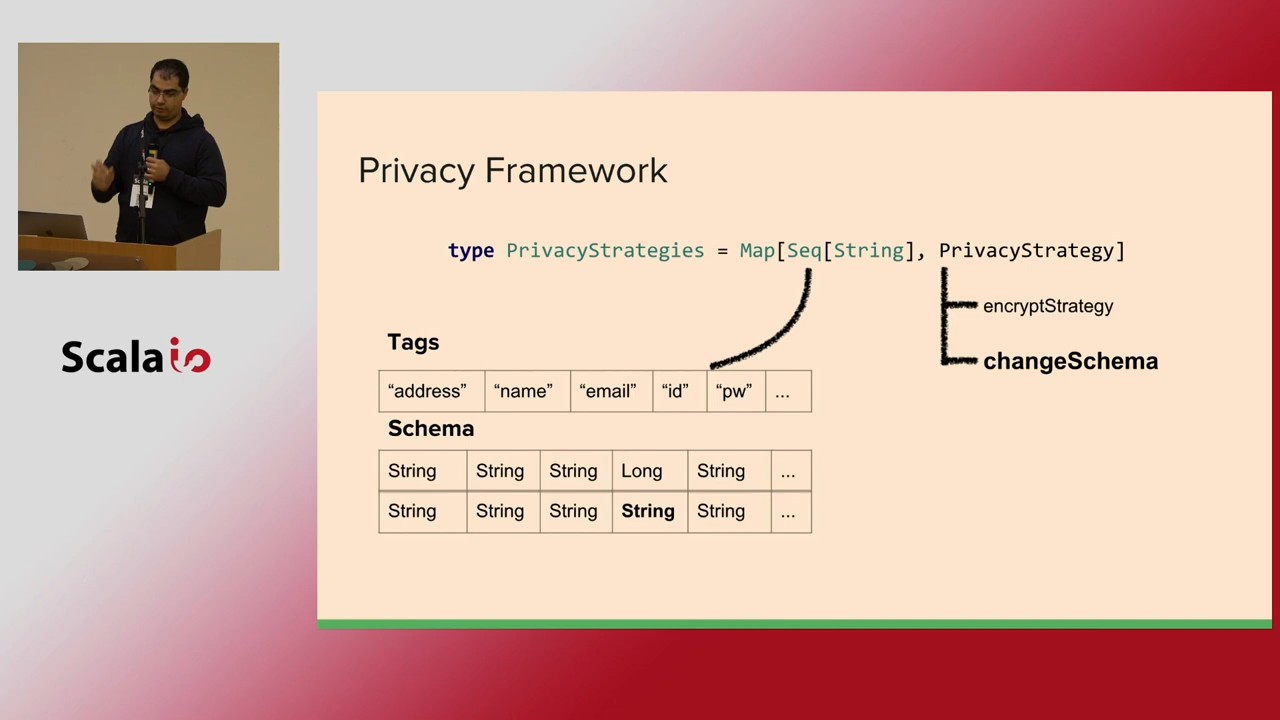 Privacy Framework
type PrivacyStrategies = Map[Seq[String], PrivacyStrategy]
encryptStrategy
changeSchema
Tags
“address” “name” “email” “id” “pw” ...
Schema
String String String Long String ...
String String String String String ...
Scala io